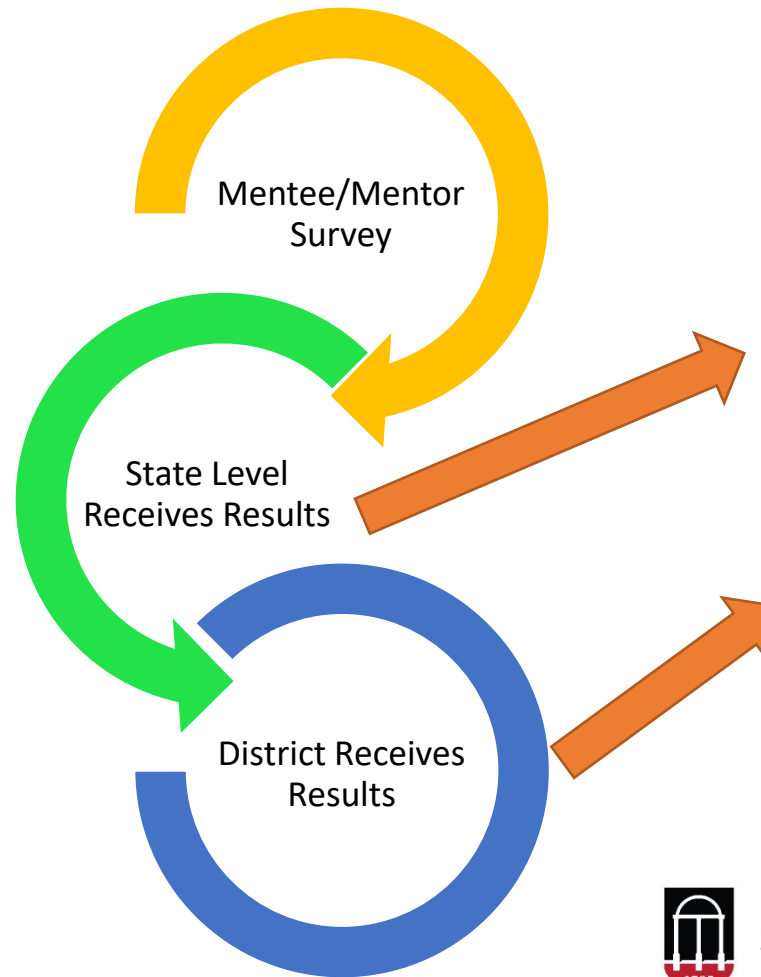 Mentee/Mentor
Survey
State Level
Receives Results
District Receives
Results